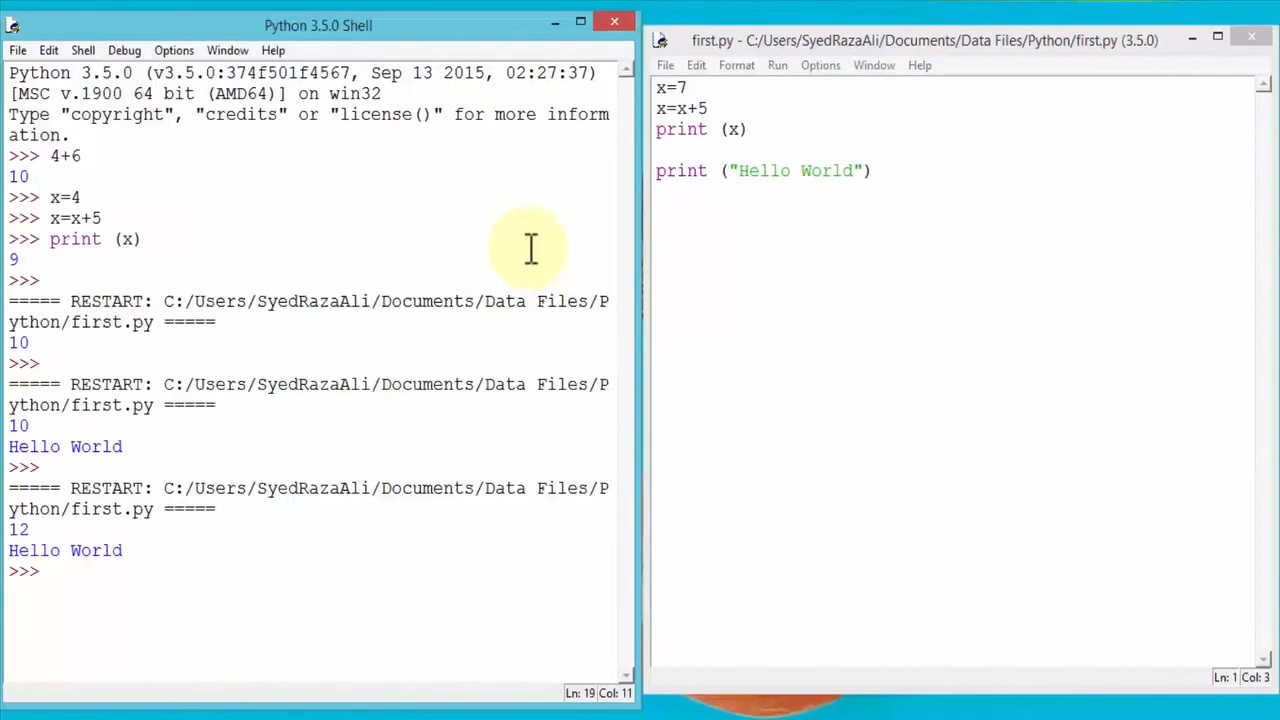 Python 3.5.0 Shell
File Edit Shell Debug Options Window Help
Python 3.5.0 (v3.5.0:374f501f4567, Sep 13 2015, 02:27:37)
[MSC v.1900 64 bit (AMD64)] on win32
Type "copyright", "credits" or "license()" for more inform
ation.
>>> 4+6
10
>>> x=4
>>> x=x+5
>>> print (x)
9
>>>
===== RESTART: C:/Users/SyedRazaAli/Documents/Data Files/P
ython/first.py =====
10
>>>
===== RESTART: C:/Users/SyedRazaAli/Documents/Data Files/P
ython/first.py =====
10
Hello World
>>>
===== RESTART: C:/Users/SyedRazaAli/Documents/Data Files/P
ython/first.py =====
12
Hello World
>>>
Ln: 19 Col: 11
first.py - C:/Users/SyedRazaAli/Documents/Data Files/Python/first.py (3.5.0)
File Edit Format Run Options Window Help
x=7
x=x+5
print (x)
print ("Hello World")
Ln: 1 Col: 3